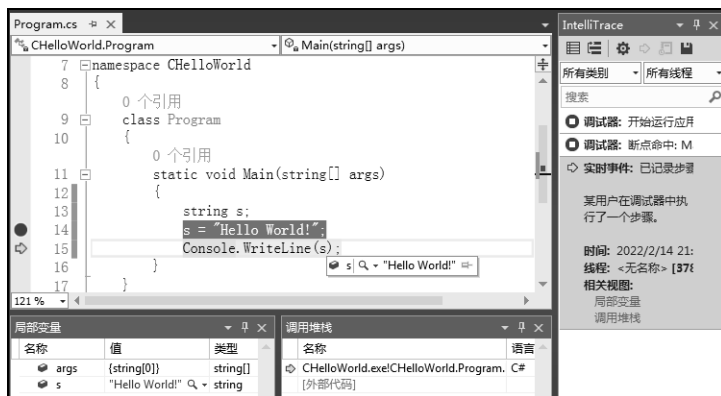 Program.cs
CHelloWorld.Program
Main(string[] args)
7 namespace CHelloWorld
8 {
0 个引用
9 class Program
10 {
0 个引用
11 static void Main(string[] args)
12 {
13 string s;
14 s = "Hello World!";
15 Console.WriteLine(s);
16 }
17 }
s "Hello World!"
121 %
IntelliTrace
所有类别 所有线程
搜索
调试器: 开始运行应用
调试器: 断点命中: M
实时事件: 已记录步骤
某用户在调试器中执
行了一个步骤。
时间: 2022/2/14 21:
线程: <无名称> [378
相关视图:
局部变量
调用堆栈
局部变量
名称 值 类型
args {string[0]} string[]
s "Hello World!" string
调用堆栈
名称 语言
CHelloWorld.exe!CHelloWorld.Program. C#
[外部代码]